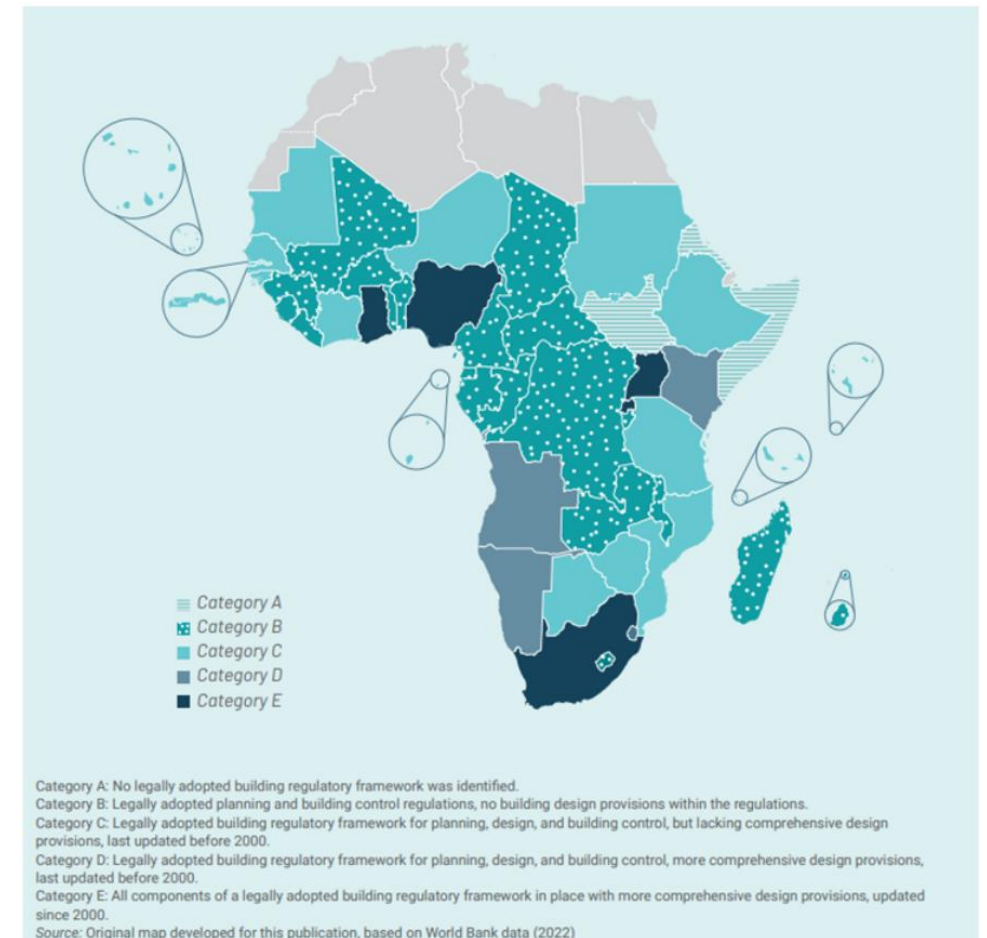 Category A
Category B
Category C
Category D
Category E
Category A: No legally adopted building regulatory framework was identified.
Category B: Legally adopted planning and building control regulations, no building design provisions within the regulations.
Category C: Legally adopted building regulatory framework for planning, design, and building control, but lacking comprehensive design
provisions, last updated before 2000.
Category D: Legally adopted building regulatory framework for planning, design, and building control, more comprehensive design provisions,
last updated before 2000.
Category E: All components of a legally adopted building regulatory framework in place with more comprehensive design provisions, updated
since 2000.
Source: Original map developed for this publication, based on World Bank data (2022)